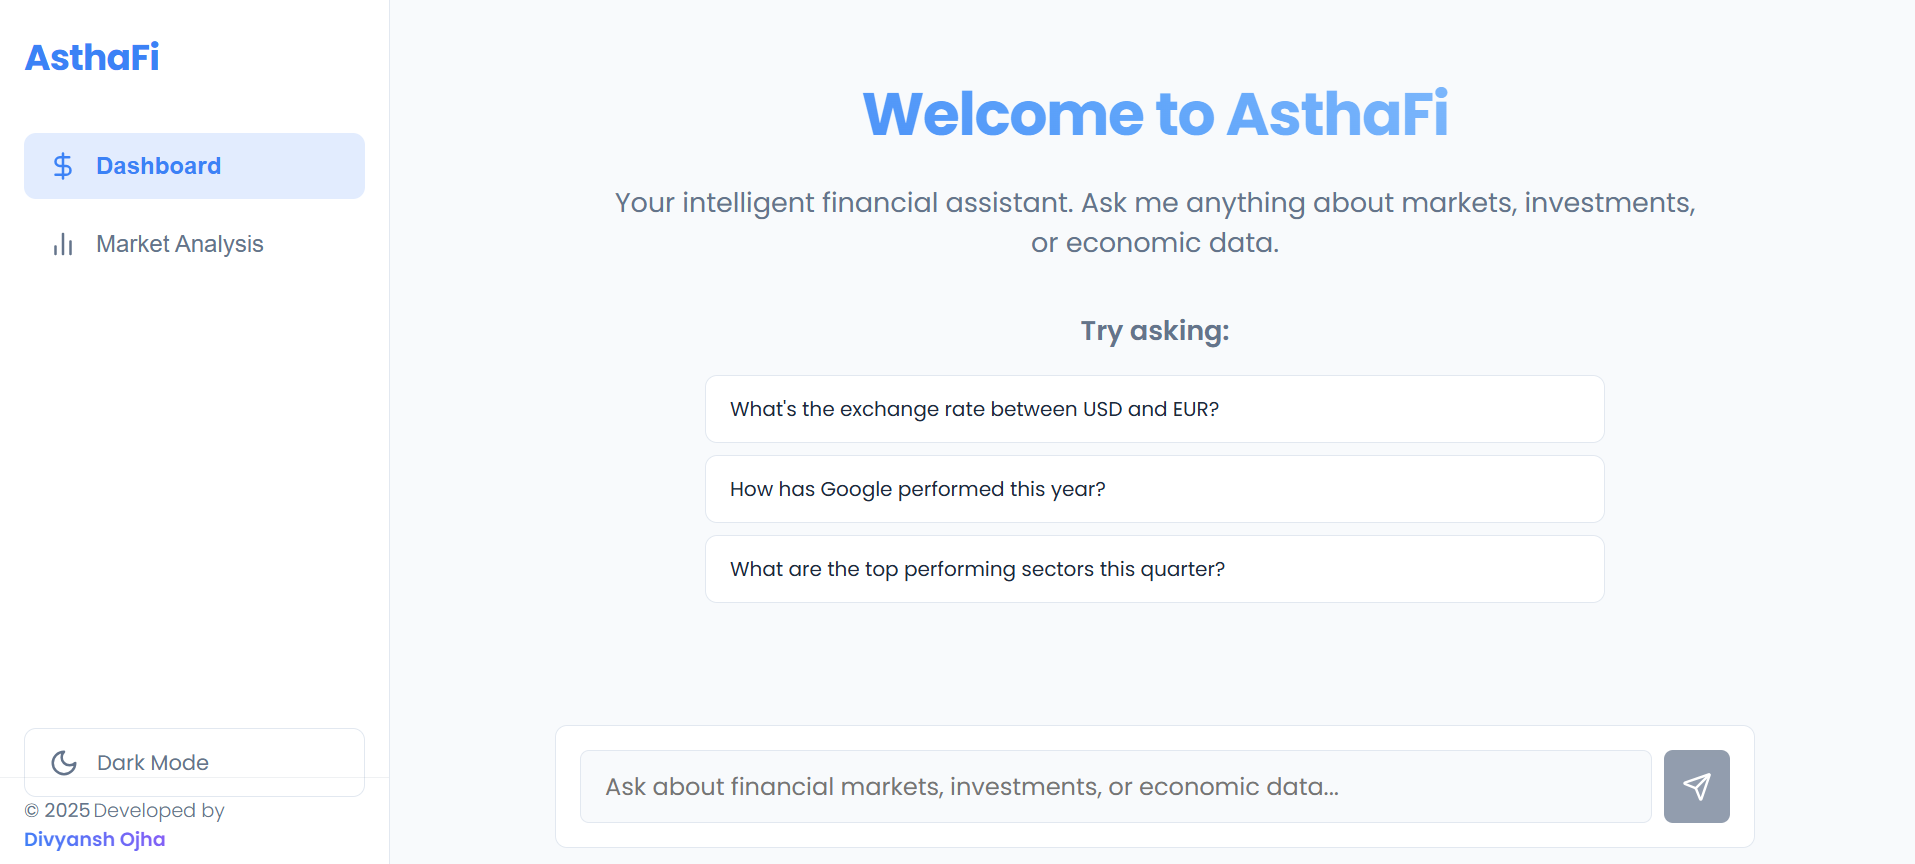 AsthaFi
Dashboard
Market Analysis
Dark Mode
© 2025 Developed by
Divyansh Ojha
Welcome to AsthaFi
Your intelligent financial assistant. Ask me anything about markets, investments,
or economic data.
Try asking:
What's the exchange rate between USD and EUR?
How has Google performed this year?
What are the top performing sectors this quarter?
Ask about financial markets, investments, or economic data...